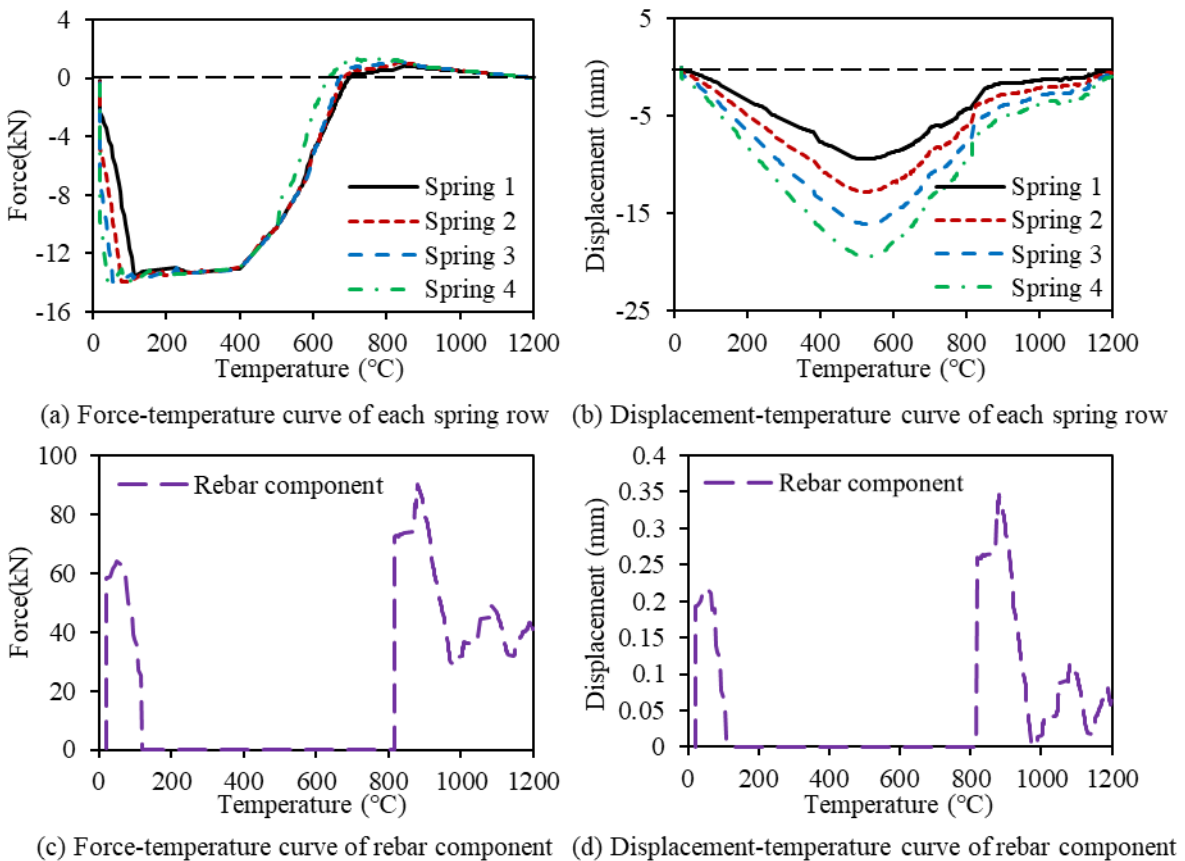 4
0
-4
-8
-12
-16
Force(kN)
Spring 1
Spring 2
Spring 3
Spring 4
0 200 400 600 800 1000 1200
Temperature (℃)
(a) Force-temperature curve of each spring row
5
-5
-15
-25
Displacement (mm)
Spring 1
Spring 2
Spring 3
Spring 4
0 200 400 600 800 1000 1200
Temperature (℃)
(b) Displacement-temperature curve of each spring row
100
80
60
40
20
0
Force(kN)
Rebar component
0 200 400 600 800 1000 1200
Temperature (℃)
(c) Force-temperature curve of rebar component
0.4
0.35
0.3
0.25
0.2
0.15
0.1
0.05
0
Displacement (mm)
Rebar component
0 200 400 600 800 1000 1200
Temperature (℃)
(d) Displacement-temperature curve of rebar component